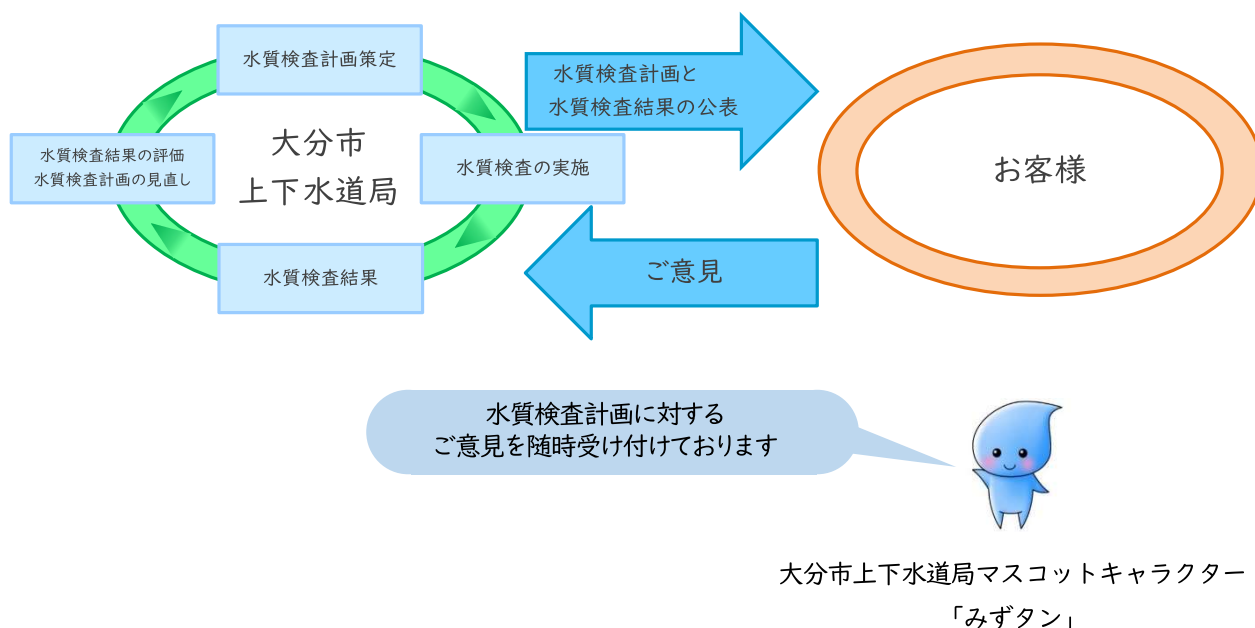 水質検査計画策定
水質検査計画と
水質検査結果の公表
大分市
上下水道局
水質検査結果の評価
水質検査計画の見直し
水質検査の実施
お客様
水質検査結果
ご意見
水質検査計画に対する
ご意見を随時受け付けております
大分市上下水道局マスコットキャラクター
「みずタン」